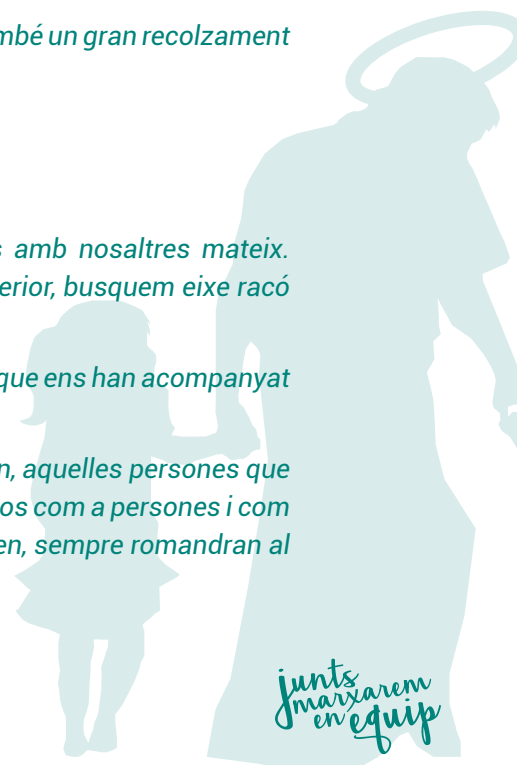 mbé un gran recolzament
s amb nosaltres mateix.
erior, busquem eixe racó
que ens han acompanyat
n, aquelles persones que
os com a persones i com
en, sempre romandran al
junts
marxarem
en equip